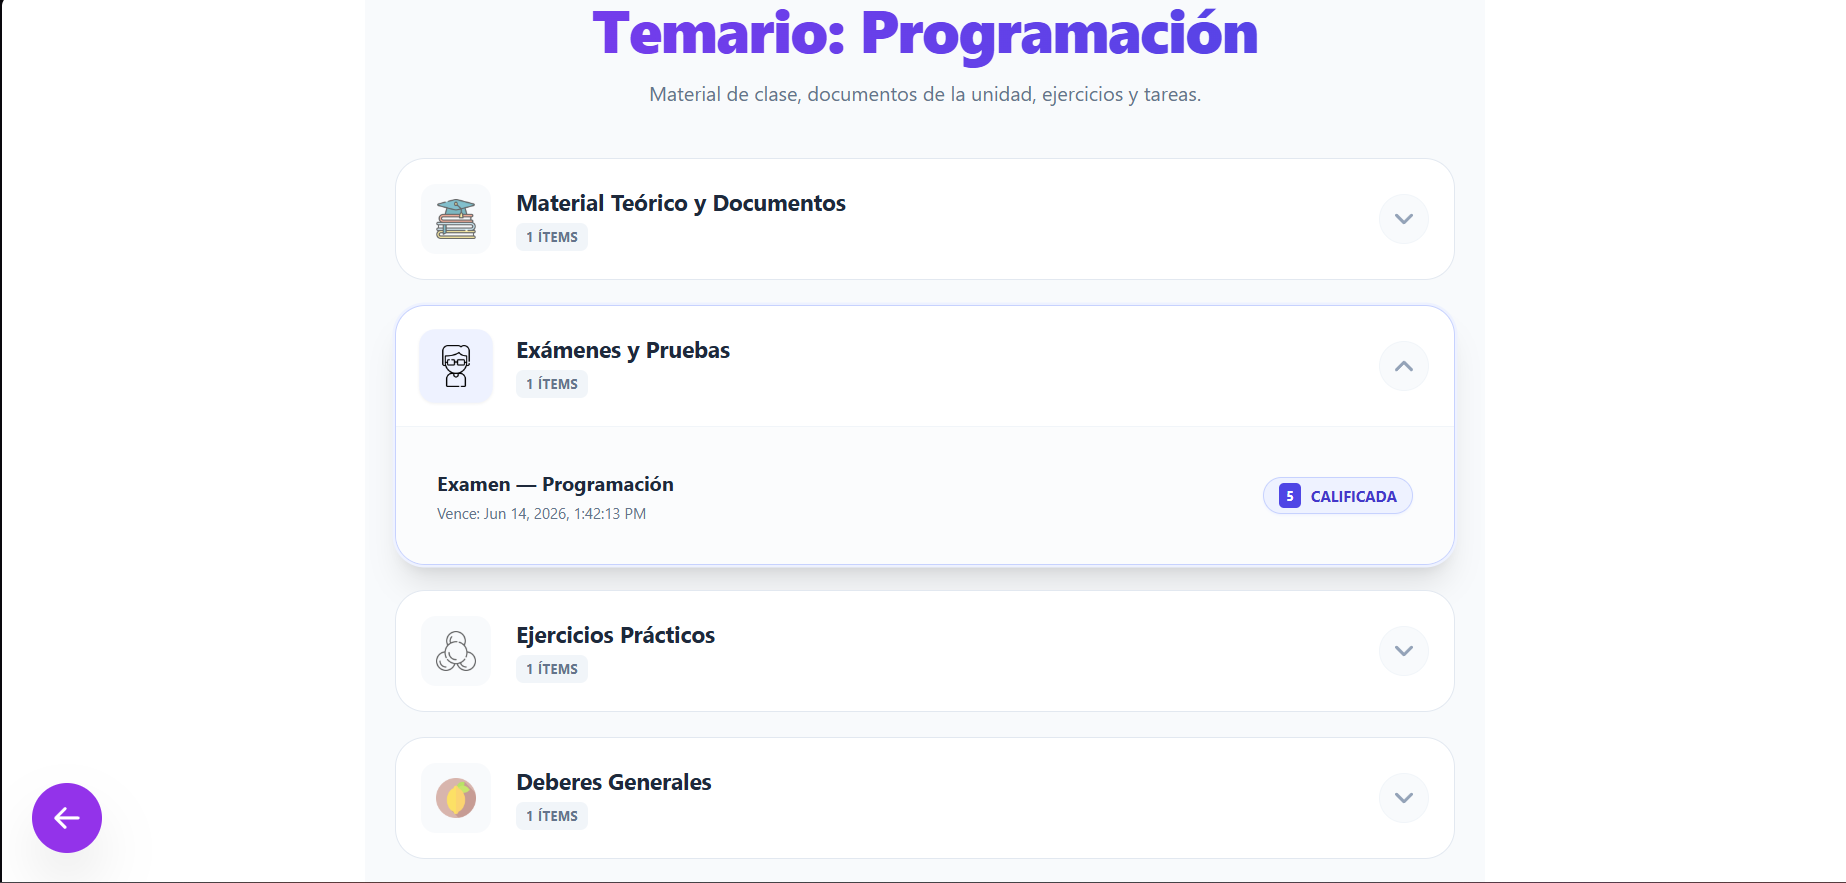 Temario: Programación
Material de clase, documentos de la unidad, ejercicios y tareas.
Material Teórico y Documentos
1 ÍTEMS
Exámenes y Pruebas
1 ÍTEMS
Examen — Programación
Vence: Jun 14, 2026, 1:42:13 PM
5 CALIFICADA
Ejercicios Prácticos
1 ÍTEMS
Deberes Generales
1 ÍTEMS